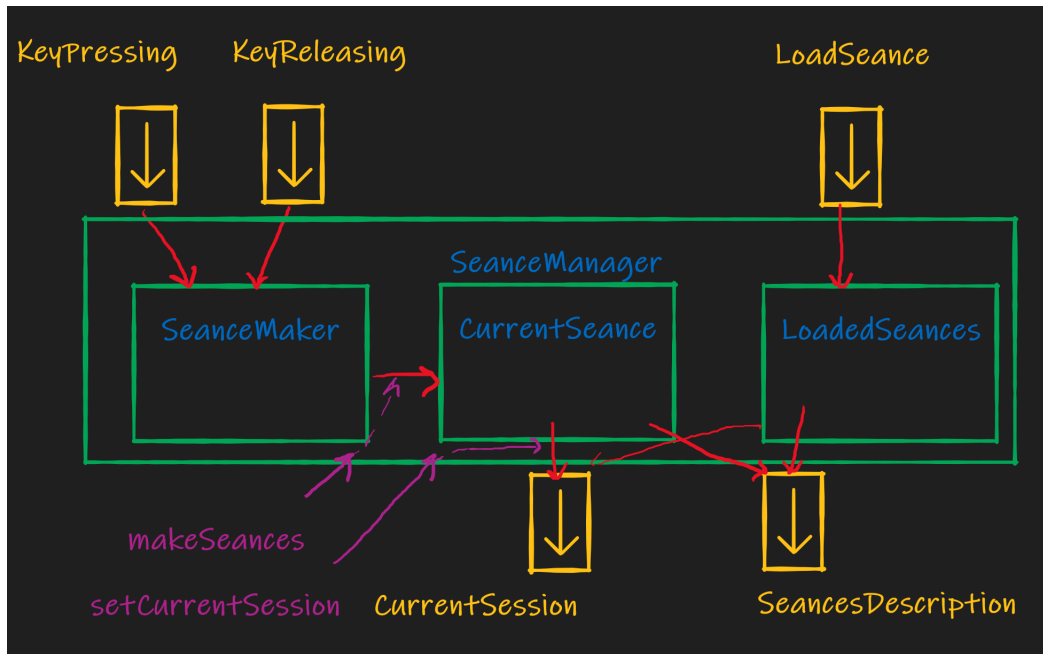 KeyPressing
KeyReleasing
LoadSeance
SeanceManager
SeanceMaker
CurrentSeance
LoadedSeances
makeSeances
setCurrentSession
CurrentSession
SeancesDescription